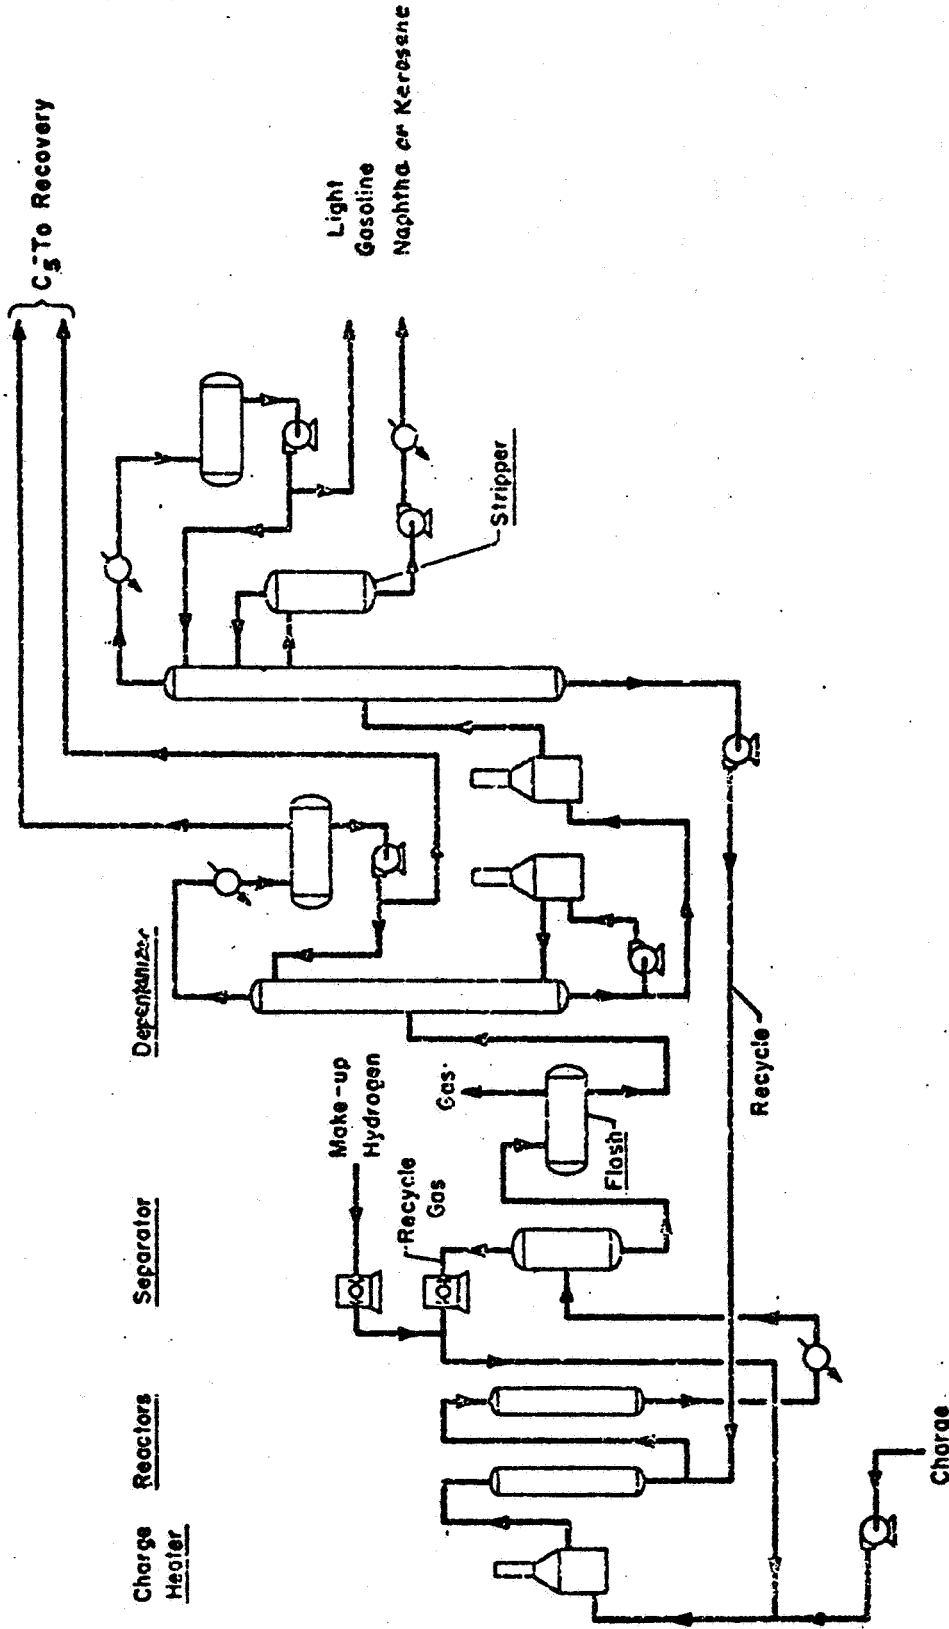 C₅⁻ To Recovery
Charge
Heater
Reactors
Separator
Depentanizer
Light
Gasoline
Naphtha or Kerosene
Make-up
Hydrogen
Recycle
Gas
Gas
Stripper
Flash
Recycle
Charge